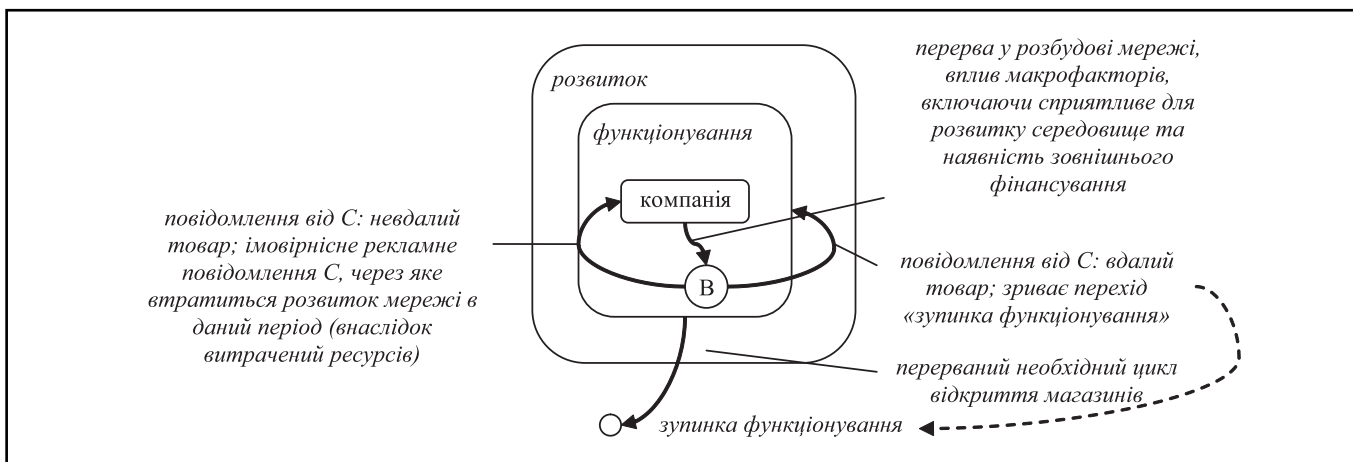 перерва у розбудові мережі,
вплив макрофакторів,
включаючи сприятливе для
розвитку середовище та
наявність зовнішнього
фінансування
розвиток
функціонування
компанія
В
повідомлення від С: невдалий
товар; імовірнісне рекламне
повідомлення С, через яке
втратиться розвиток мережі в
даний період (внаслідок
витрачений ресурсів)
повідомлення від С: вдалий
товар; зриває перехід
«зупинка функціонування»
перерваний необхідний цикл
відкриття магазинів
зупинка функціонування